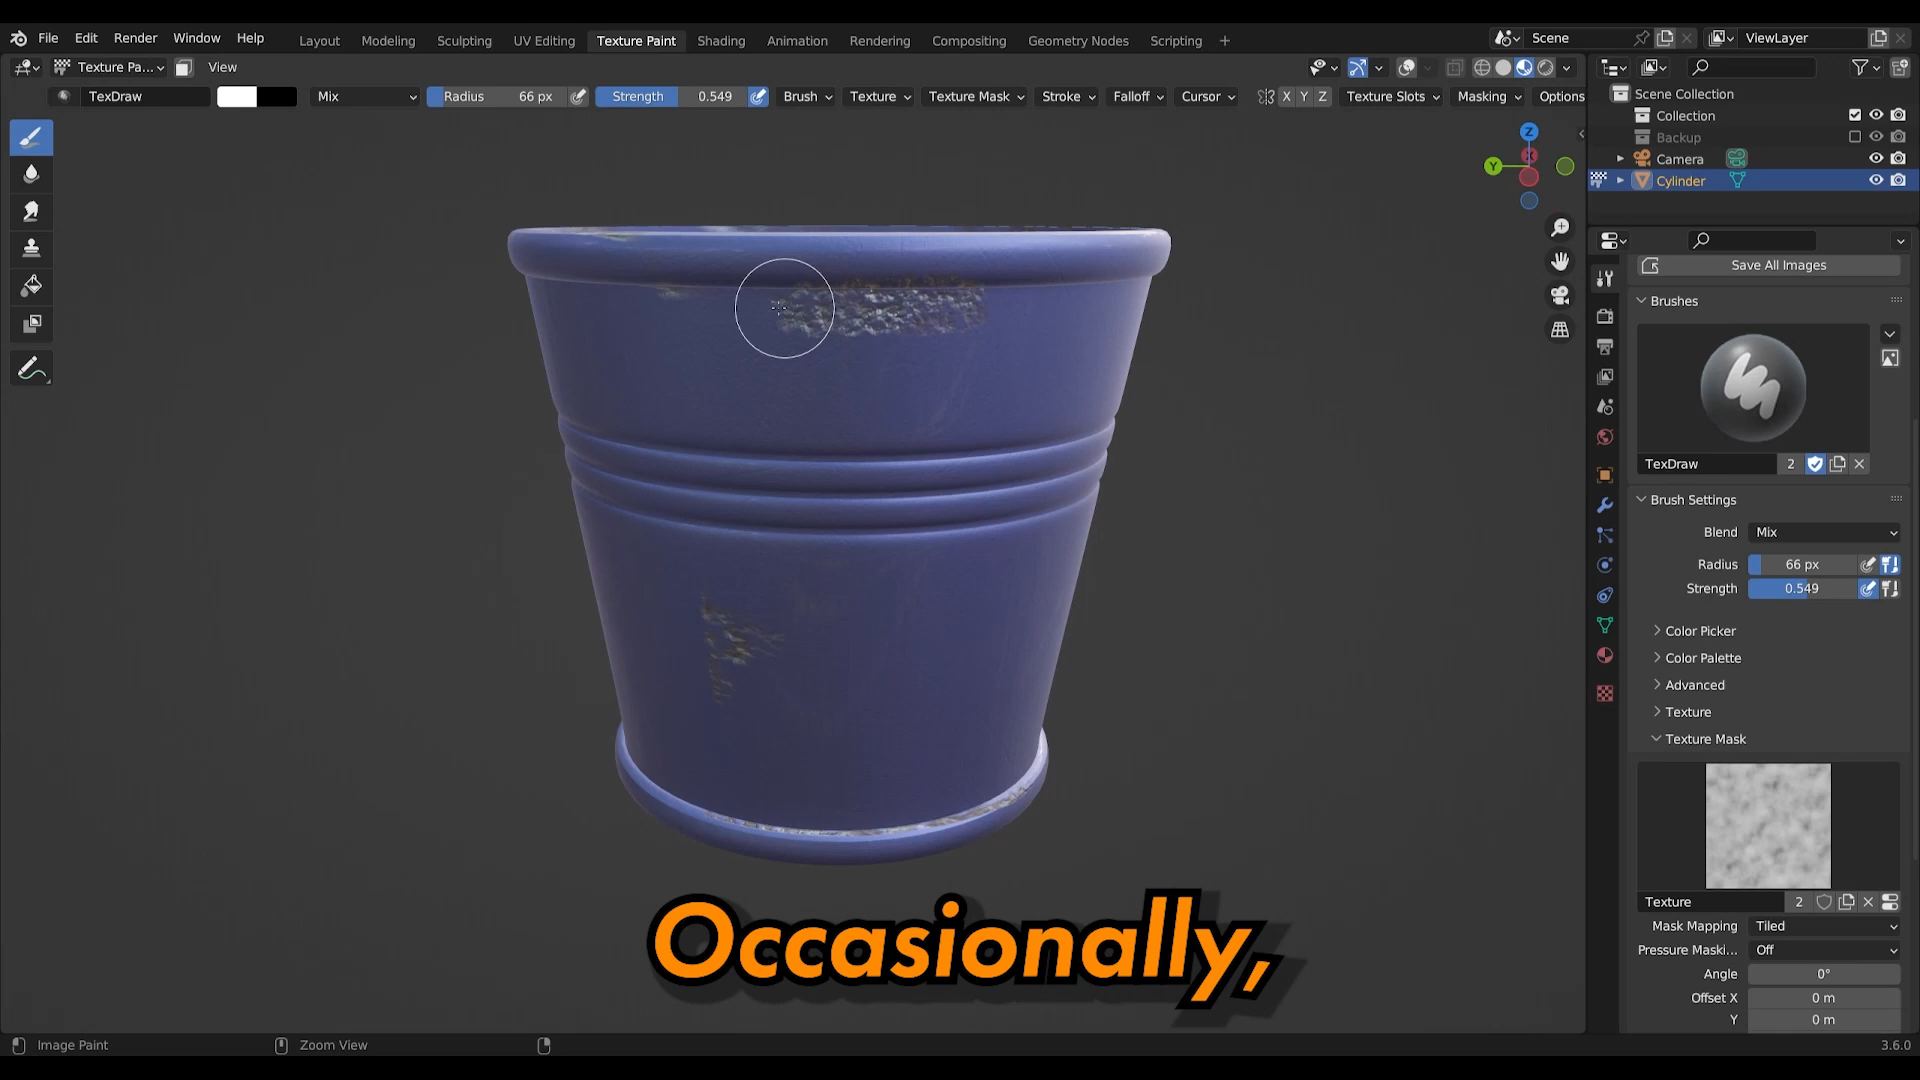 File Edit Render Window Help Layout Modeling Sculpting UV Editing Texture Paint Shading Animation Rendering Compositing Geometry Nodes Scripting + Scene ViewLayer
Texture Pa... View
TexDraw Mix Radius 66 px Strength 0.549 Brush Texture Texture Mask Stroke Falloff Cursor X Y Z Texture Slots Masking Options
Z
Y
X
Scene Collection
Collection
Backup
Camera
Cylinder
Save All Images
Brushes
TexDraw 2
Brush Settings
Blend Mix
Radius 66 px
Strength 0.549
Color Picker
Color Palette
Advanced
Texture
Texture Mask
Texture 2
Mask Mapping Tiled
Pressure Maski... Off
Angle 0°
Offset X 0 m
Y 0 m
Occasionally,
Image Paint Zoom View 3.6.0